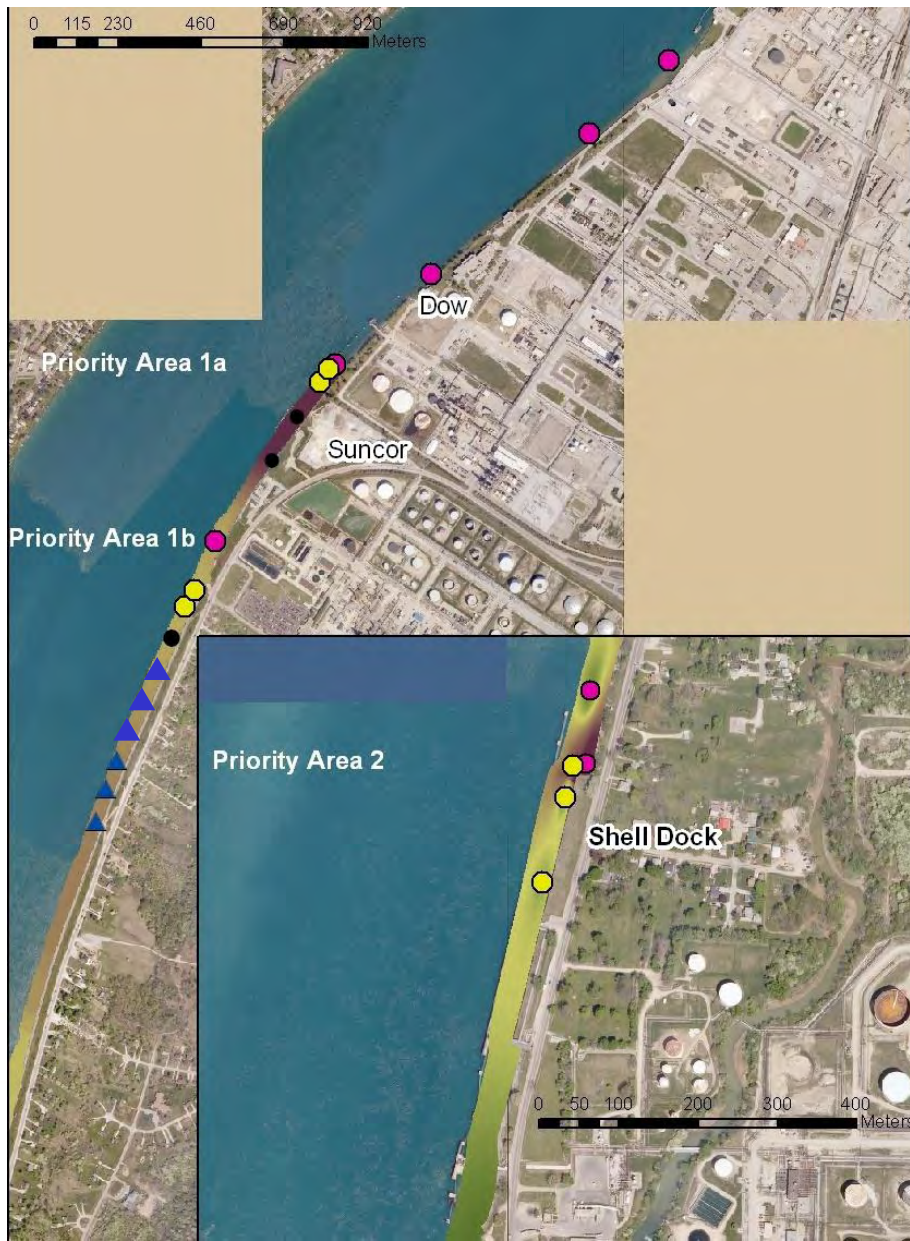 0 115 230 460 690 920
Meters
Dow
Priority Area 1a
Suncor
Priority Area 1b
Priority Area 2
Shell Dock
0 50 100 200 300 400
Meters